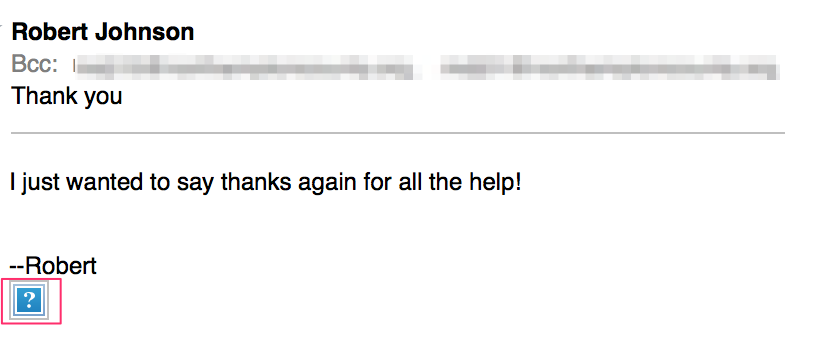 Robert Johnson
Bcc:
Thank you
I just wanted to say thanks again for all the help!
--Robert
?